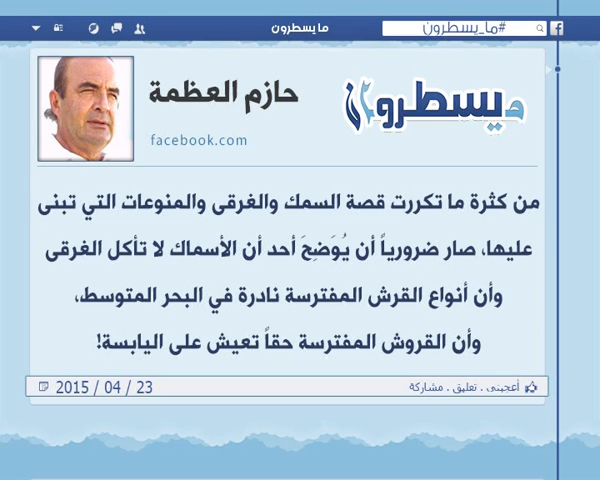 ما يسطرون
#ما_يسطرون
ما يسطرون
حازم العظمة
facebook.com
من كثرة ما تكررت قصة السمك والغرقى والمنوعات التي تبنى
عليها، صار ضرورياً أن يُوَضِحَ أحد أن الأسماك لا تأكل الغرقى
وأن أنواع القرش المفترسة نادرة في البحر المتوسط،
وأن القروش المفترسة حقاً تعيش على اليابسة!
أعجبني . تعليق . مشاركة
23 / 04 / 2015